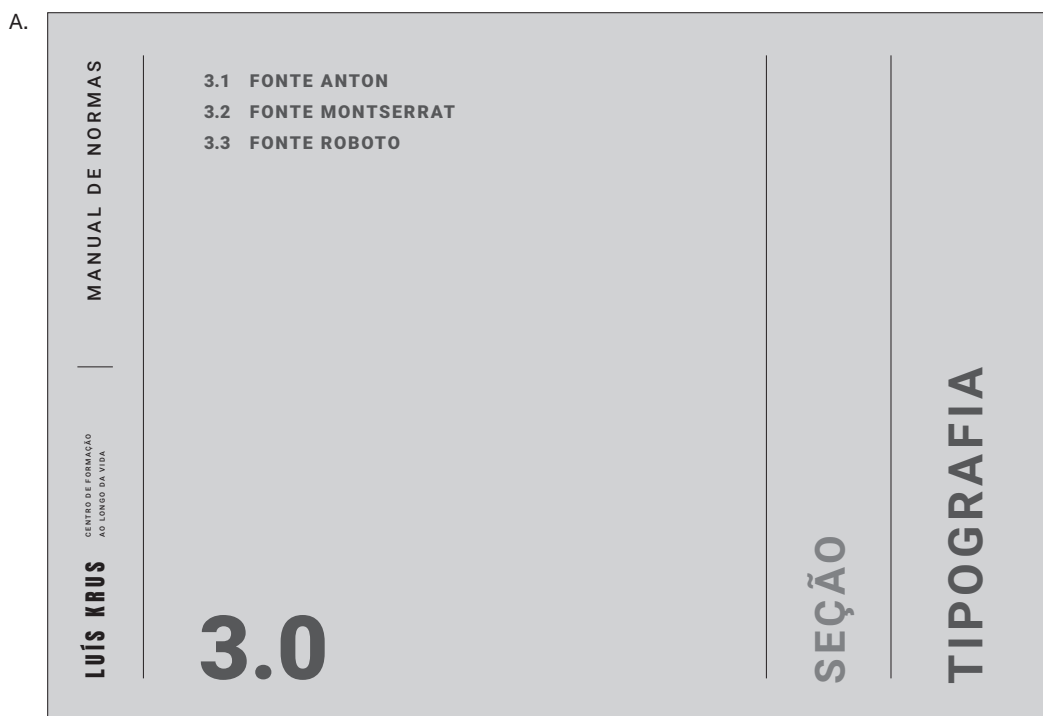 A.
MANUAL DE NORMAS
CENTRO DE FORMAÇÃO
AO LONGO DA VIDA
LUÍS KRUS
3.1 FONTE ANTON
3.2 FONTE MONTSERRAT
3.3 FONTE ROBOTO
3.0
SEÇÃO
TIPOGRAFIA